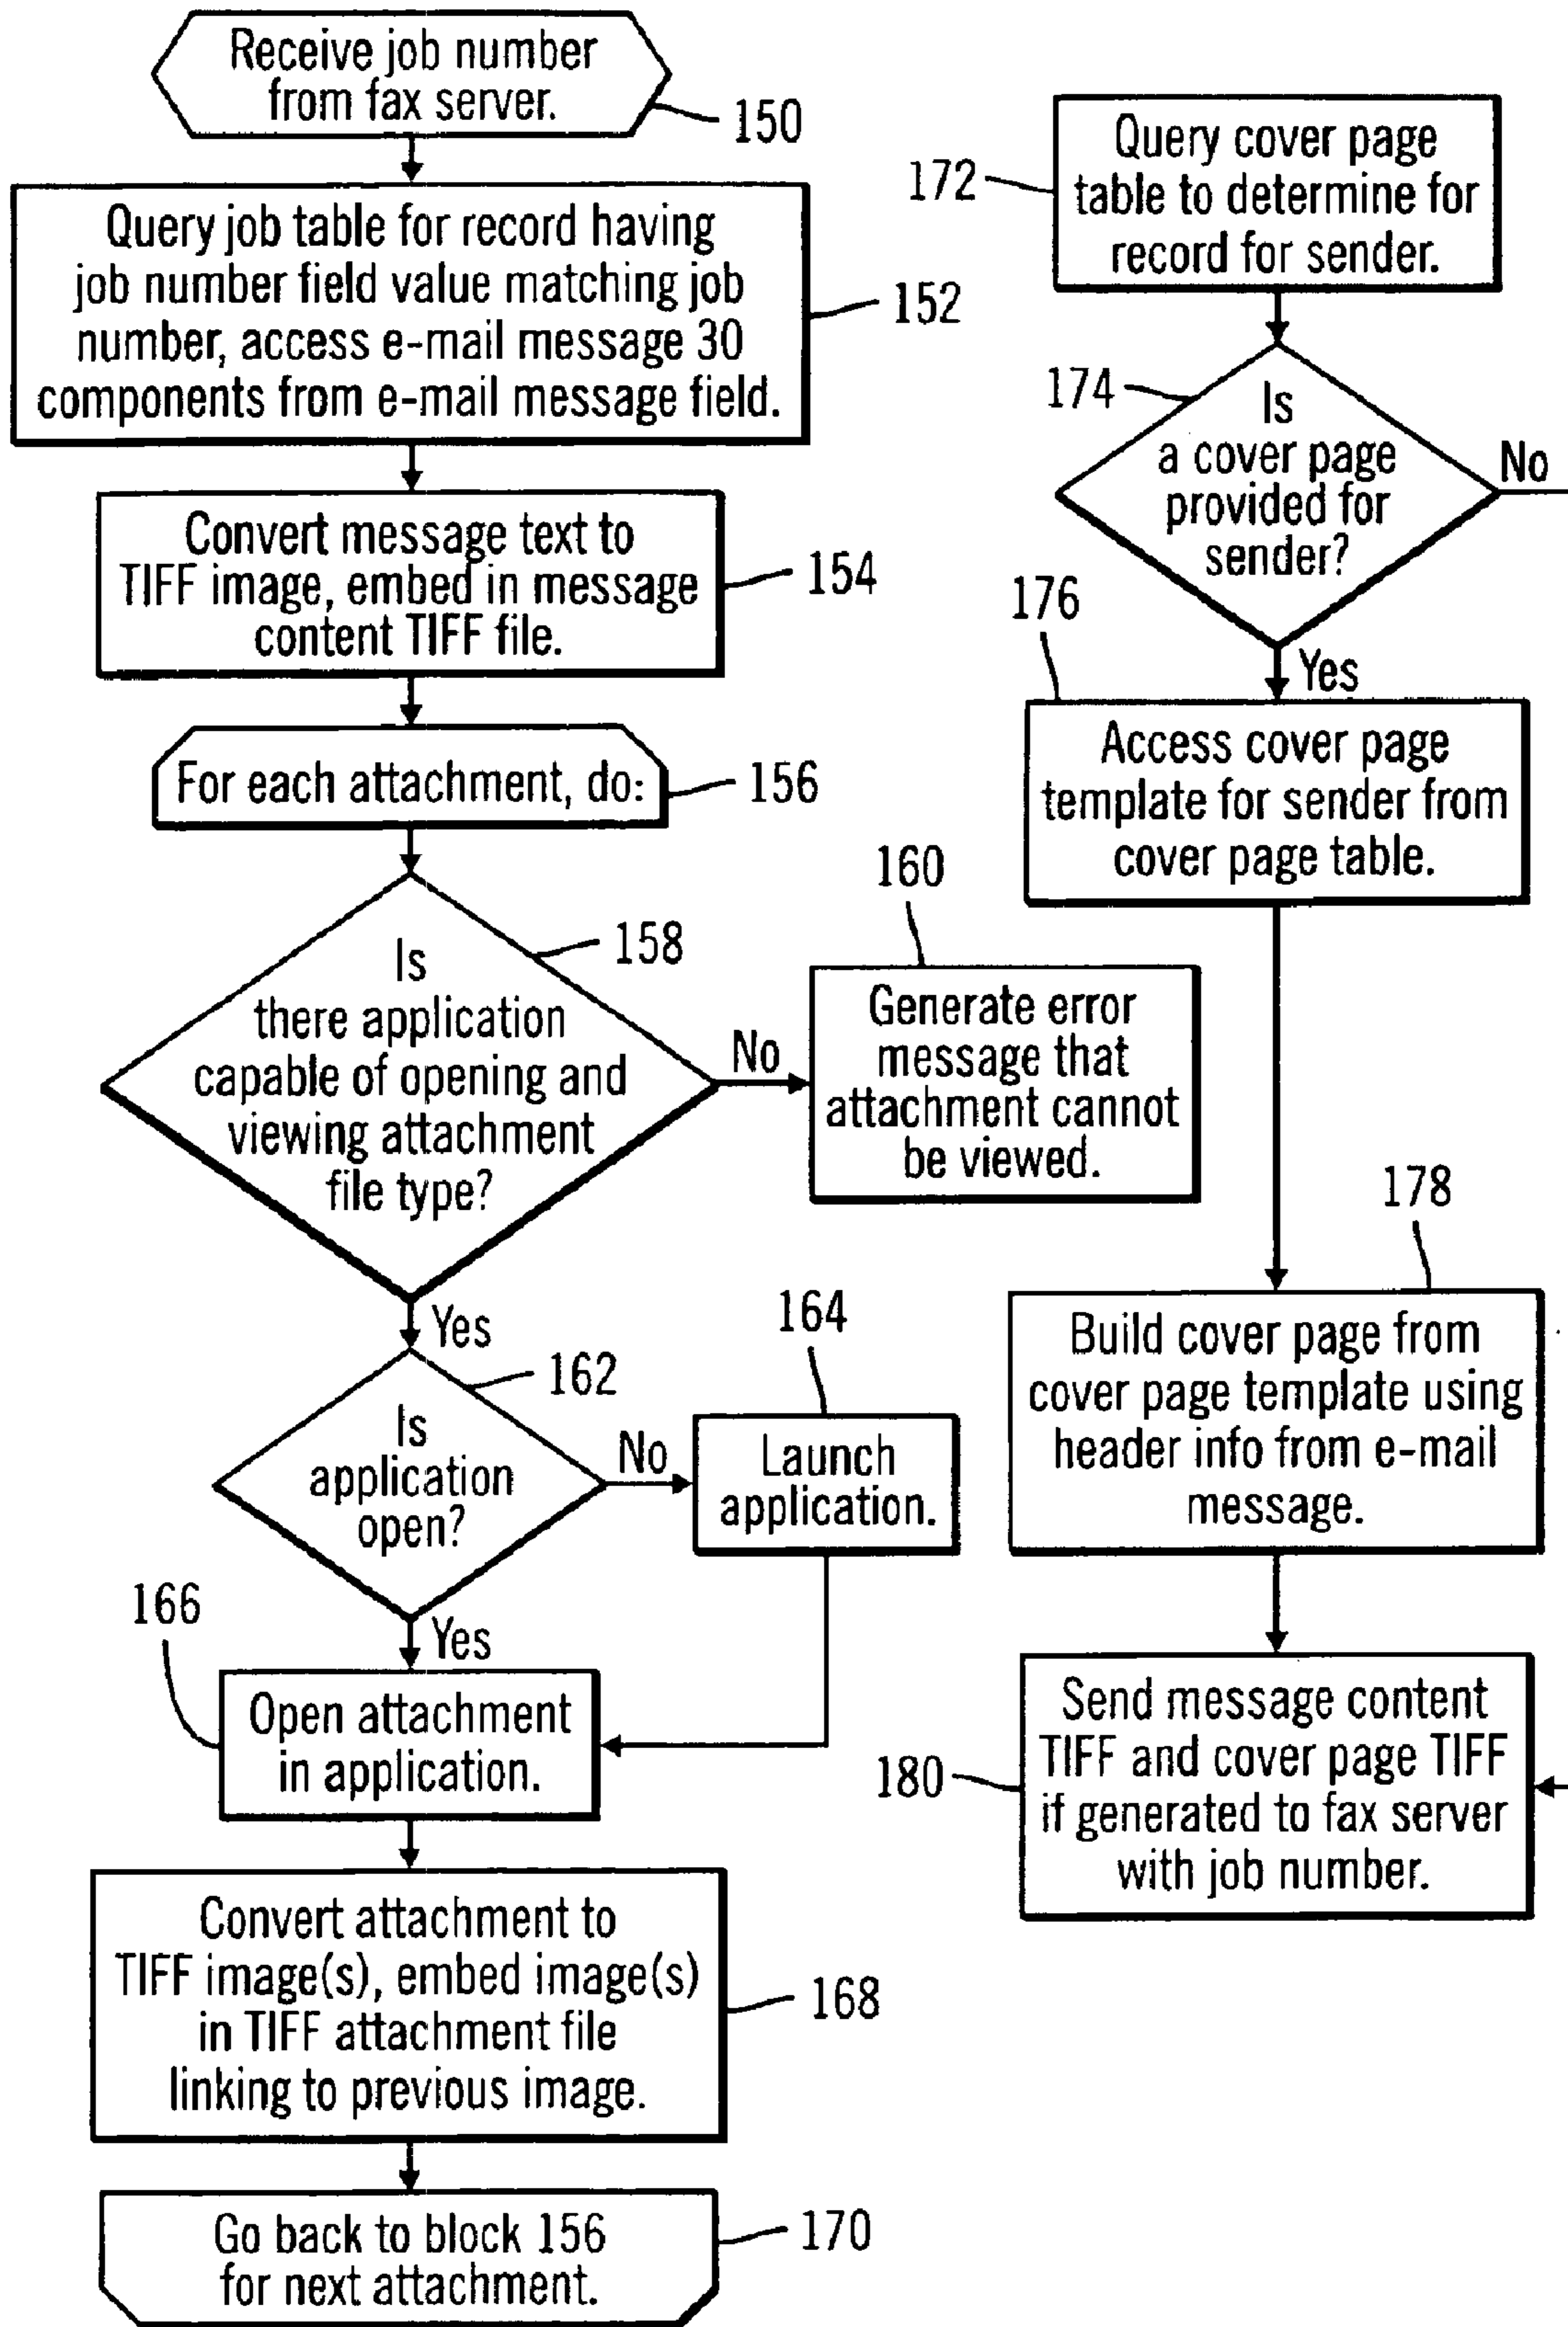 Receive job number
from fax server.
150
Query job table for record having
job number field value matching job
number, access e-mail message 30
components from e-mail message field.
152
Convert message text to
TIFF image, embed in message
content TIFF file.
154
For each attachment, do:
156
Is
there application
capable of opening and
viewing attachment
file type?
158
No
160
Generate error
message that
attachment cannot
be viewed.
Yes
162
Is
application
open?
No
164
Launch
application.
Yes
166
Open attachment
in application.
Convert attachment to
TIFF image(s), embed image(s)
in TIFF attachment file
linking to previous image.
168
Go back to block 156
for next attachment.
170
172
Query cover page
table to determine for
record for sender.
174
Is
a cover page
provided for
sender?
No
Yes
176
Access cover page
template for sender from
cover page table.
178
Build cover page from
cover page template using
header info from e-mail
message.
180
Send message content
TIFF and cover page TIFF
if generated to fax server
with job number.